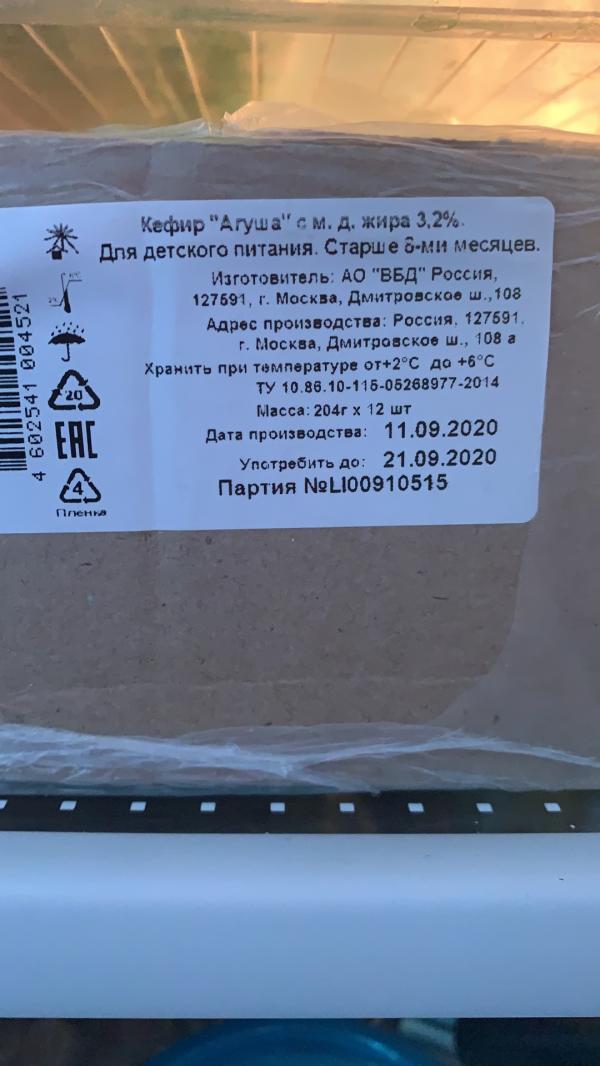 Кефир "Агуша" с м. д. жира 3,2%.
Для детского питания. Старше 8-ми месяцев.
Изготовитель: АО "ВБД" Россия,
127591, г. Москва, Дмитровское ш.,108
Адрес производства: Россия, 127591,
г. Москва, Дмитровское ш., 108 а
Хранить при температуре от+2°C до +6°C
ТУ 10.86.10-115-05268977-2014
Масса: 204г x 12 шт
Дата производства: 11.09.2020
Употребить до: 21.09.2020
Партия №LI00910515
4 602541 004521
20
EAC
4
Пленка